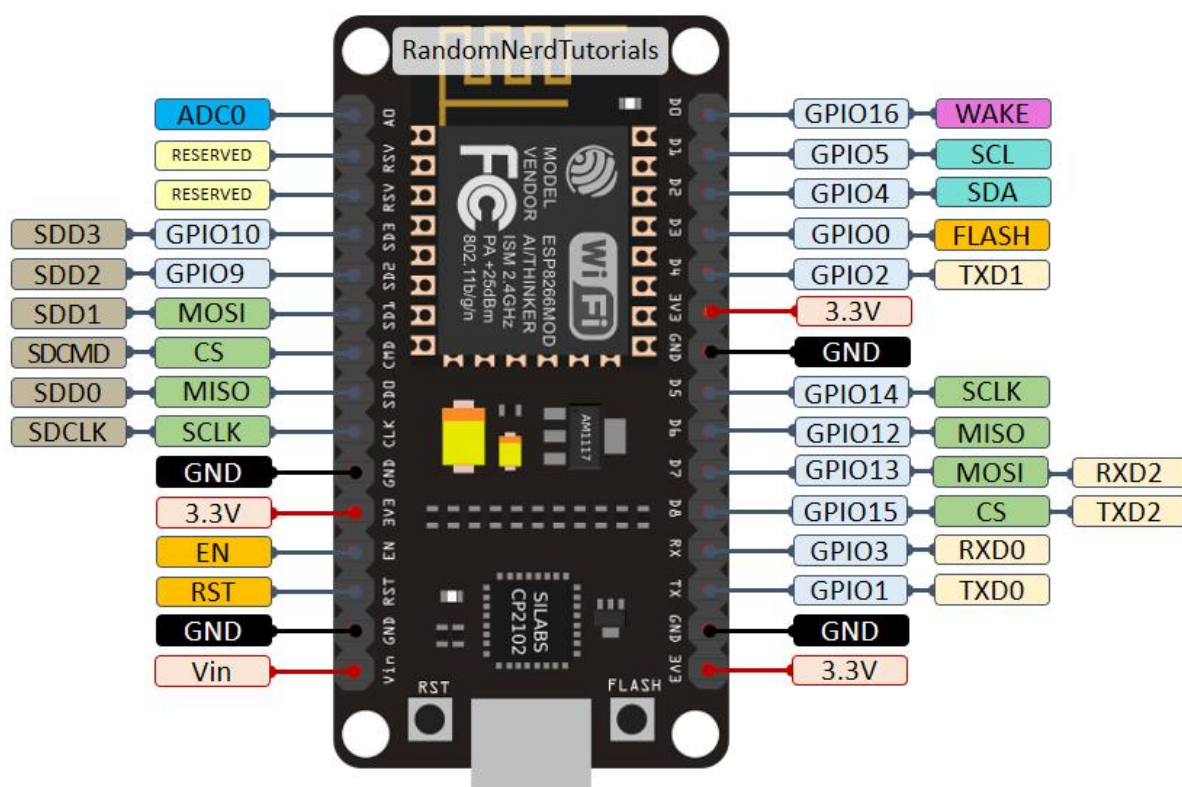 RandomNerdTutorials
ADC0
RESERVED
RESERVED
SDD3 GPIO10
SDD2 GPIO9
SDD1 MOSI
SDCMD CS
SDD0 MISO
SDCLK SCLK
GND
3.3V
EN
RST
GND
Vin
A0
RSV
RSV
SD3
SD2
SD1
CMD
SD0
CLK
GND
3V3
EN
RST
GND
Vin
MODEL
VENDOR
ESP8266MOD
AI/THINKER
ISM 2.4GHz
PA +25dBm
802.11b/g/n
FC
WiFi
AM1117
SILABS
CP2102
RST
FLASH
D0
D1
D2
D3
D4
3V3
GND
D5
D6
D7
D8
RX
TX
GND
3V3
GPIO16 WAKE
GPIO5 SCL
GPIO4 SDA
GPIO0 FLASH
GPIO2 TXD1
3.3V
GND
GPIO14 SCLK
GPIO12 MISO
GPIO13 MOSI RXD2
GPIO15 CS TXD2
GPIO3 RXD0
GPIO1 TXD0
GND
3.3V